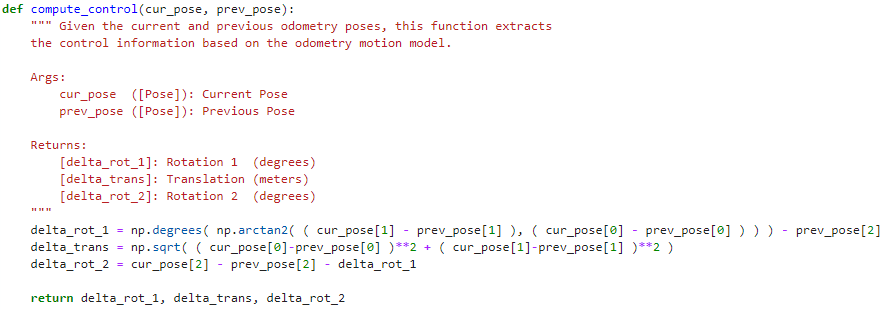 def compute_control(cur_pose, prev_pose):
    """ Given the current and previous odometry poses, this function extracts
    the control information based on the odometry motion model.

    Args:
        cur_pose  ([Pose]): Current Pose
        prev_pose ([Pose]): Previous Pose

    Returns:
        [delta_rot_1]: Rotation 1  (degrees)
        [delta_trans]: Translation (meters)
        [delta_rot_2]: Rotation 2  (degrees)
    """
    delta_rot_1 = np.degrees( np.arctan2( ( cur_pose[1] - prev_pose[1] ), ( cur_pose[0] - prev_pose[0] ) ) ) - prev_pose[2]
    delta_trans = np.sqrt( ( cur_pose[0]-prev_pose[0] )**2 + ( cur_pose[1]-prev_pose[1] )**2 )
    delta_rot_2 = cur_pose[2] - prev_pose[2] - delta_rot_1

    return delta_rot_1, delta_trans, delta_rot_2